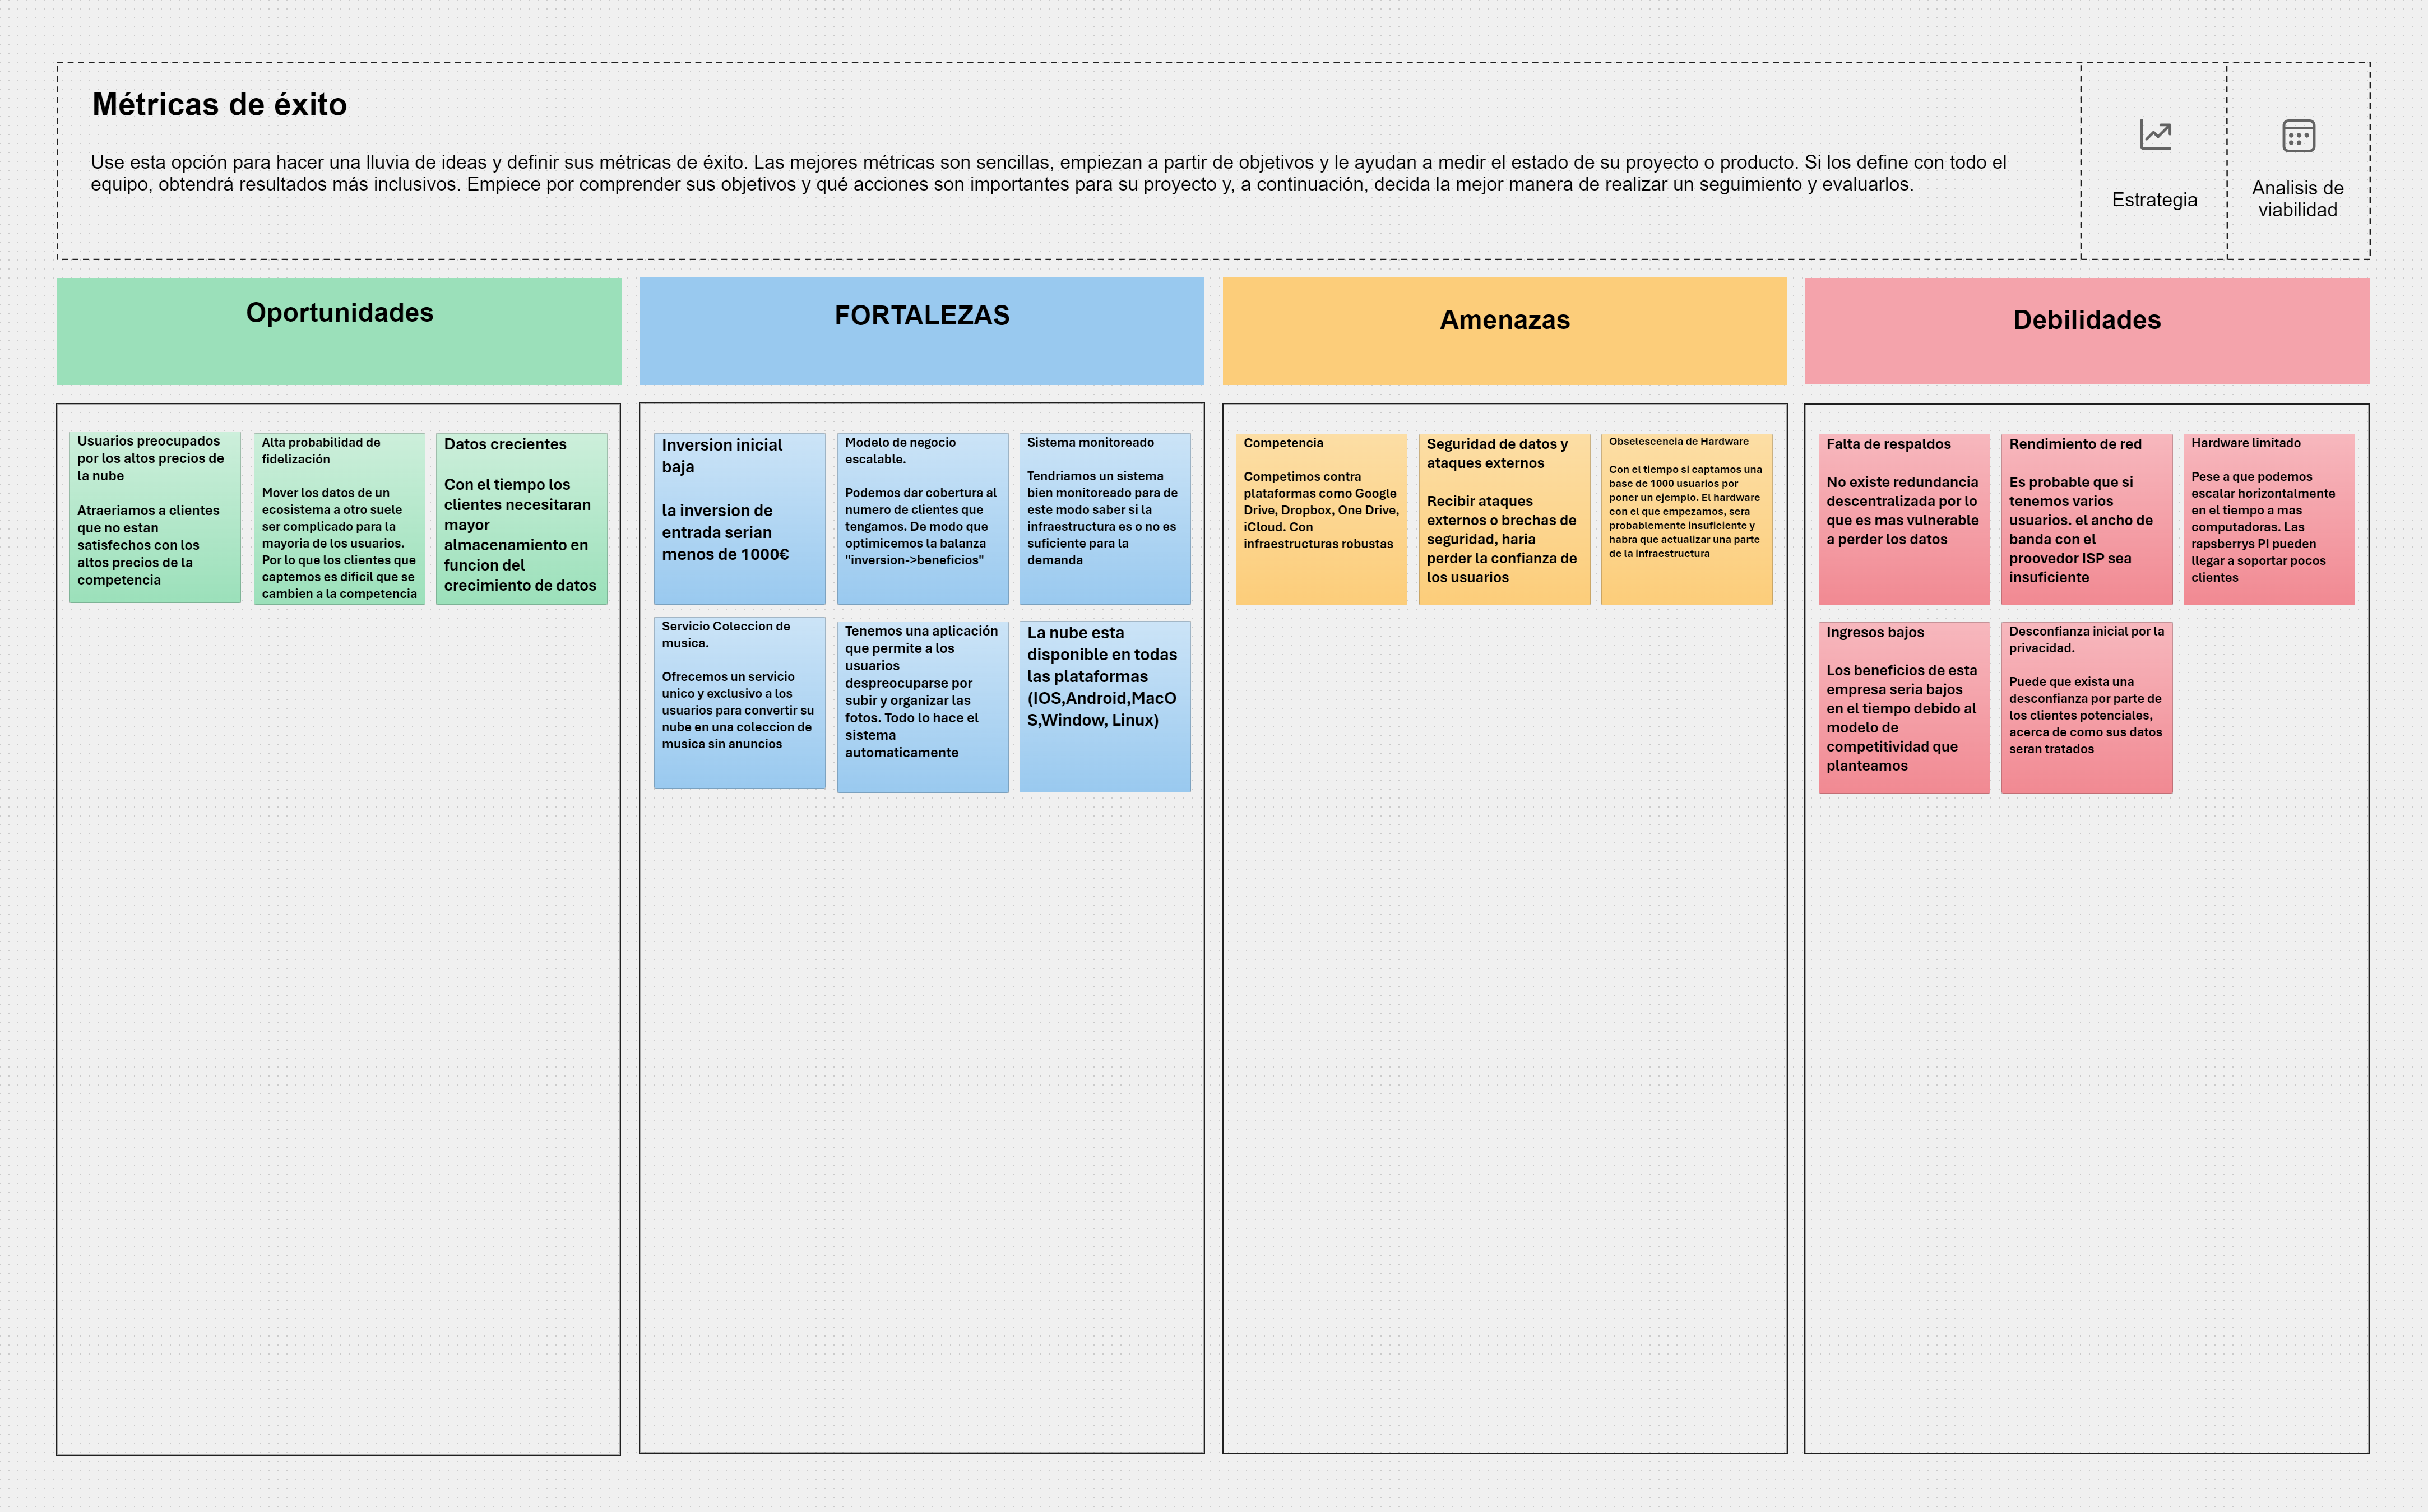 Métricas de éxito
Use esta opción para hacer una lluvia de ideas y definir sus métricas de éxito. Las mejores métricas son sencillas, empiezan a partir de objetivos y le ayudan a medir el estado de su proyecto o producto. Si los define con todo el
equipo, obtendrá resultados más inclusivos. Empiece por comprender sus objetivos y qué acciones son importantes para su proyecto y, a continuación, decida la mejor manera de realizar un seguimiento y evaluarlos.
Estrategia
Analisis de
viabilidad
Oportunidades
Usuarios preocupados
por los altos precios de
la nube
Atraeriamos a clientes
que no estan
satisfechos con los
altos precios de la
competencia
Alta probabilidad de
fidelización
Mover los datos de un
ecosistema a otro suele
ser complicado para la
mayoria de los usuarios.
Por lo que los clientes que
captemos es dificil que se
cambien a la competencia
Datos crecientes
Con el tiempo los
clientes necesitaran
mayor
almacenamiento en
funcion del
crecimiento de datos
FORTALEZAS
Inversion inicial
baja
la inversion de
entrada serian
menos de 1000€
Modelo de negocio
escalable.
Podemos dar cobertura al
numero de clientes que
tengamos. De modo que
optimicemos la balanza
"inversion->beneficios"
Sistema monitoreado
Tendriamos un sistema
bien monitoreado para de
este modo saber si la
infraestructura es o no es
suficiente para la
demanda
Servicio Coleccion de
musica.
Ofrecemos un servicio
unico y exclusivo a los
usuarios para convertir su
nube en una coleccion de
musica sin anuncios
Tenemos una aplicación
que permite a los
usuarios
despreocuparse por
subir y organizar las
fotos. Todo lo hace el
sistema
automaticamente
La nube esta
disponible en todas
las plataformas
(IOS,Android,MacO
S,Window, Linux)
Amenazas
Competencia
Competimos contra
plataformas como Google
Drive, Dropbox, One Drive,
iCloud. Con
infraestructuras robustas
Seguridad de datos y
ataques externos
Recibir ataques
externos o brechas de
seguridad, haria
perder la confianza de
los usuarios
Obselescencia de Hardware
Con el tiempo si captamos una
base de 1000 usuarios por
poner un ejemplo. El hardware
con el que empezamos, sera
probablemente insuficiente y
habra que actualizar una parte
de la infraestructura
Debilidades
Falta de respaldos
No existe redundancia
descentralizada por lo
que es mas vulnerable
a perder los datos
Rendimiento de red
Es probable que si
tenemos varios
usuarios. el ancho de
banda con el
proovedor ISP sea
insuficiente
Hardware limitado
Pese a que podemos
escalar horizontalmente
en el tiempo a mas
computadoras. Las
rapsberrys PI pueden
llegar a soportar pocos
clientes
Ingresos bajos
Los beneficios de esta
empresa seria bajos
en el tiempo debido al
modelo de
competitividad que
planteamos
Desconfianza inicial por la
privacidad.
Puede que exista una
desconfianza por parte de
los clientes potenciales,
acerca de como sus datos
seran tratados